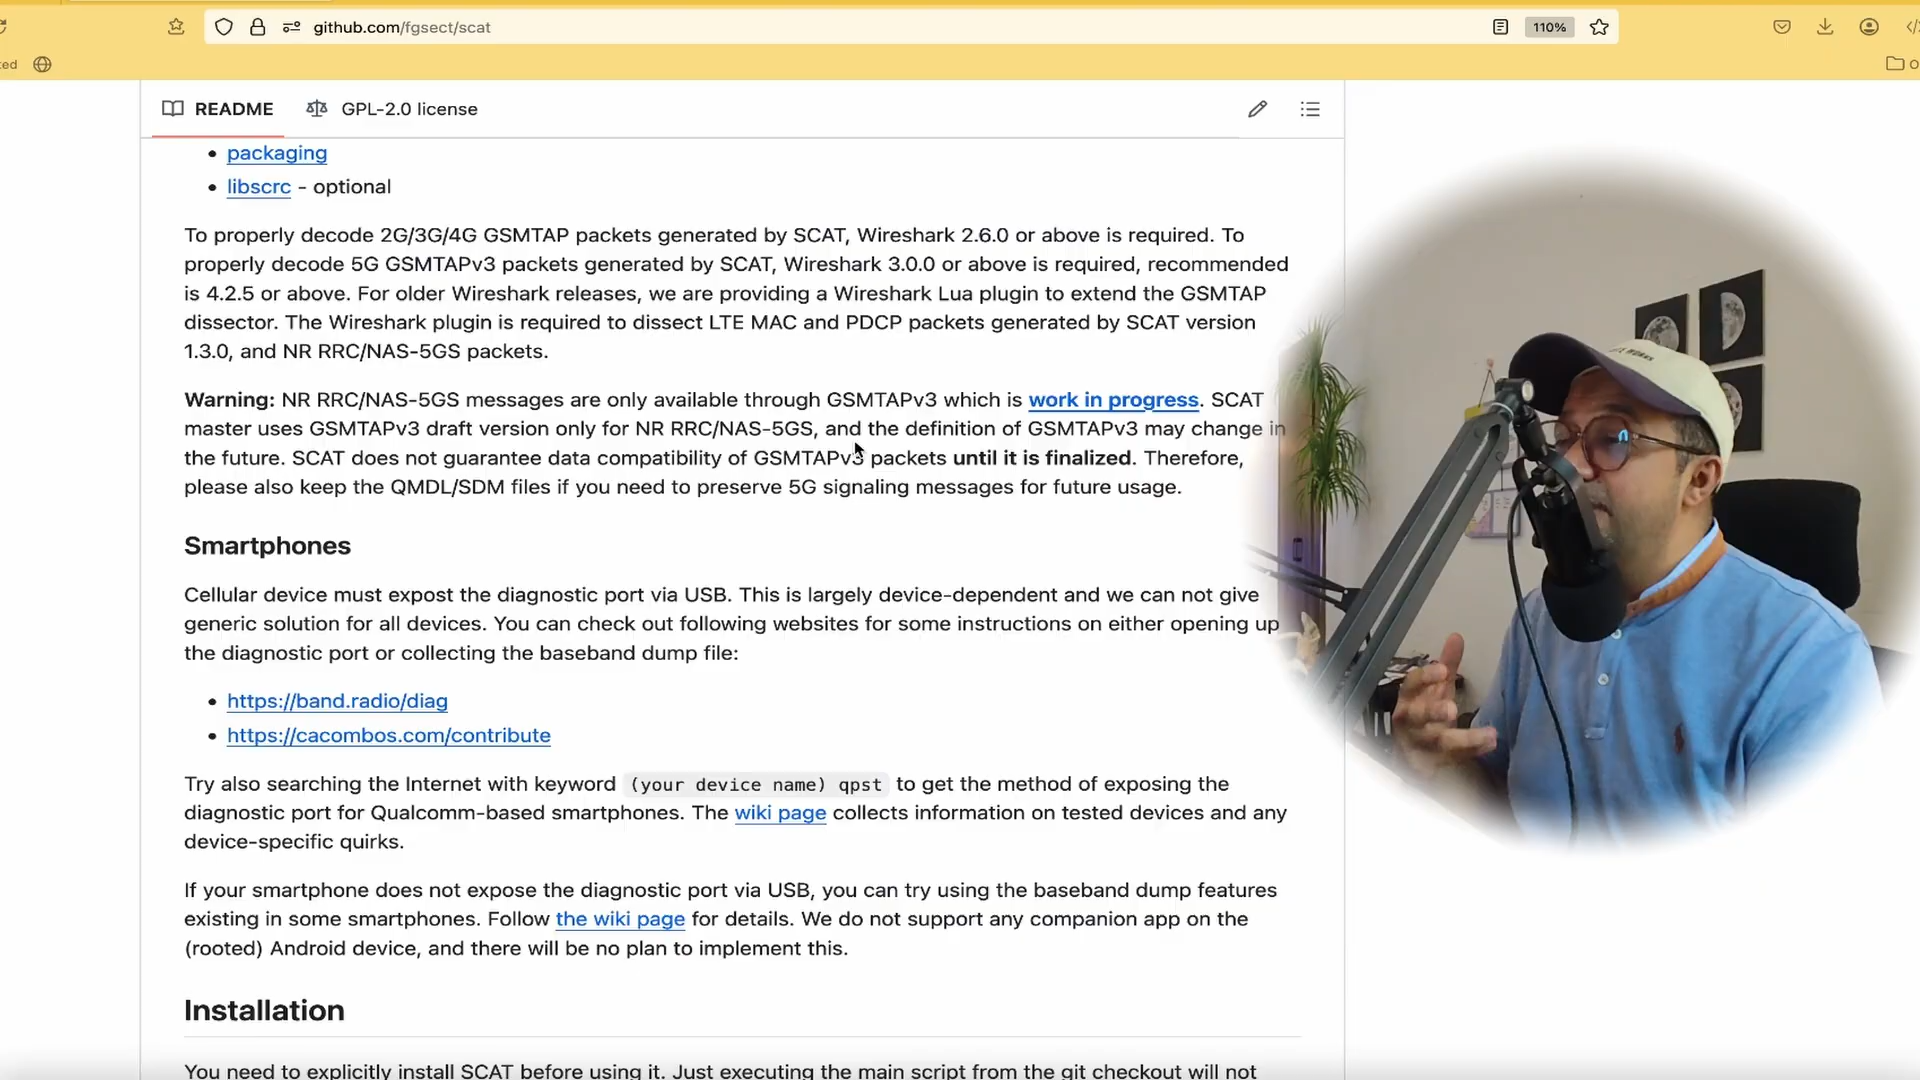 github.com/fgsect/scat
110%
ted
README
GPL-2.0 license
packaging
libscrc - optional
To properly decode 2G/3G/4G GSMTAP packets generated by SCAT, Wireshark 2.6.0 or above is required. To
properly decode 5G GSMTAPv3 packets generated by SCAT, Wireshark 3.0.0 or above is required, recommended
is 4.2.5 or above. For older Wireshark releases, we are providing a Wireshark Lua plugin to extend the GSMTAP
dissector. The Wireshark plugin is required to dissect LTE MAC and PDCP packets generated by SCAT version
1.3.0, and NR RRC/NAS-5GS packets.
Warning: NR RRC/NAS-5GS messages are only available through GSMTAPv3 which is work in progress. SCAT
master uses GSMTAPv3 draft version only for NR RRC/NAS-5GS, and the definition of GSMTAPv3 may change in
the future. SCAT does not guarantee data compatibility of GSMTAPv3 packets until it is finalized. Therefore,
please also keep the QMDL/SDM files if you need to preserve 5G signaling messages for future usage.
Smartphones
Cellular device must expost the diagnostic port via USB. This is largely device-dependent and we can not give
generic solution for all devices. You can check out following websites for some instructions on either opening up
the diagnostic port or collecting the baseband dump file:
https://band.radio/diag
https://cacombos.com/contribute
Try also searching the Internet with keyword (your device name) qpst to get the method of exposing the
diagnostic port for Qualcomm-based smartphones. The wiki page collects information on tested devices and any
device-specific quirks.
If your smartphone does not expose the diagnostic port via USB, you can try using the baseband dump features
existing in some smartphones. Follow the wiki page for details. We do not support any companion app on the
(rooted) Android device, and there will be no plan to implement this.
Installation
You need to explicitly install SCAT before using it. Just executing the main script from the git checkout will not